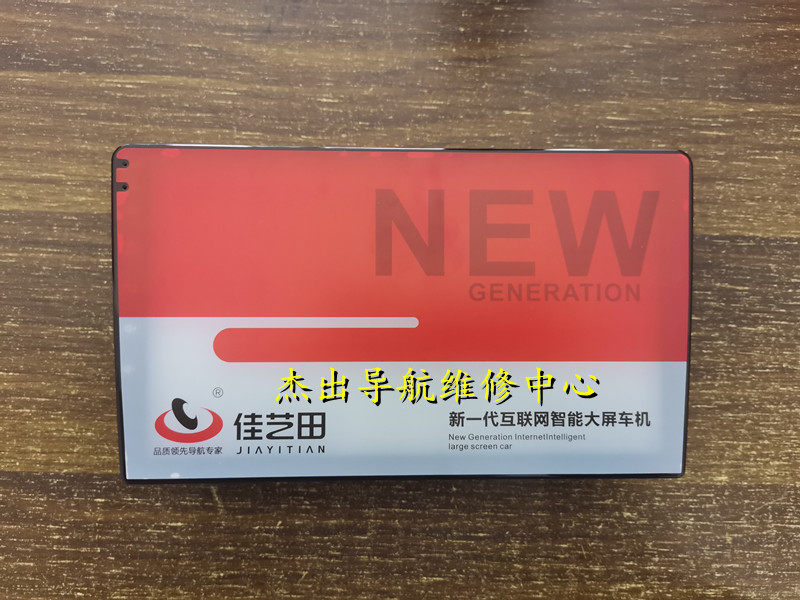 NEW
GENERATION
杰出导航维修中心
®
佳艺田
JIAYITIAN
品质领先导航专家
新一代互联网智能大屏车机
New Generation InternetIntelligent
large screen car